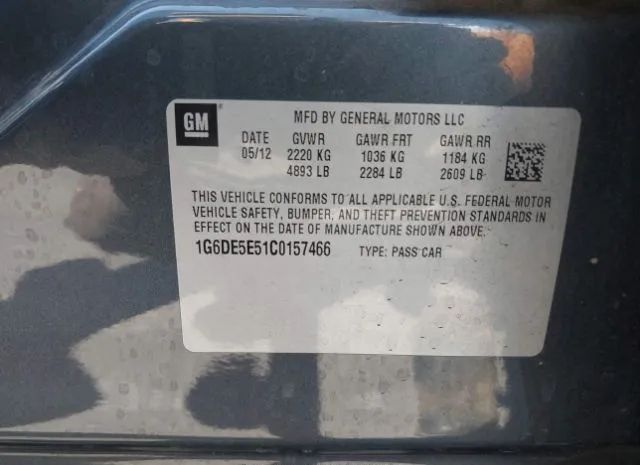 GM
®
MFD BY GENERAL MOTORS LLC
DATE GVWR GAWR FRT GAWR RR
05/12 2220 KG 1036 KG 1184 KG
4893 LB 2284 LB 2609 LB
THIS VEHICLE CONFORMS TO ALL APPLICABLE U.S. FEDERAL MOTOR
VEHICLE SAFETY, BUMPER, AND THEFT PREVENTION STANDARDS IN
EFFECT ON THE DATE OF MANUFACTURE SHOWN ABOVE.
1G6DE5E51C0157466 TYPE: PASS CAR